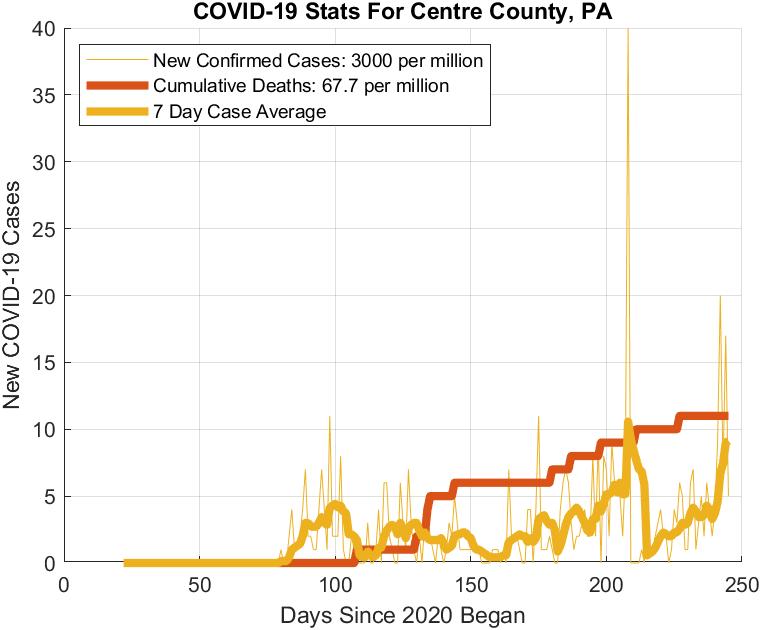 COVID-19 Stats For Centre County, PA
New Confirmed Cases: 3000 per million
Cumulative Deaths: 67.7 per million
7 Day Case Average
New COVID-19 Cases
40
35
30
25
20
15
10
5
0
0 50 100 150 200 250
Days Since 2020 Began